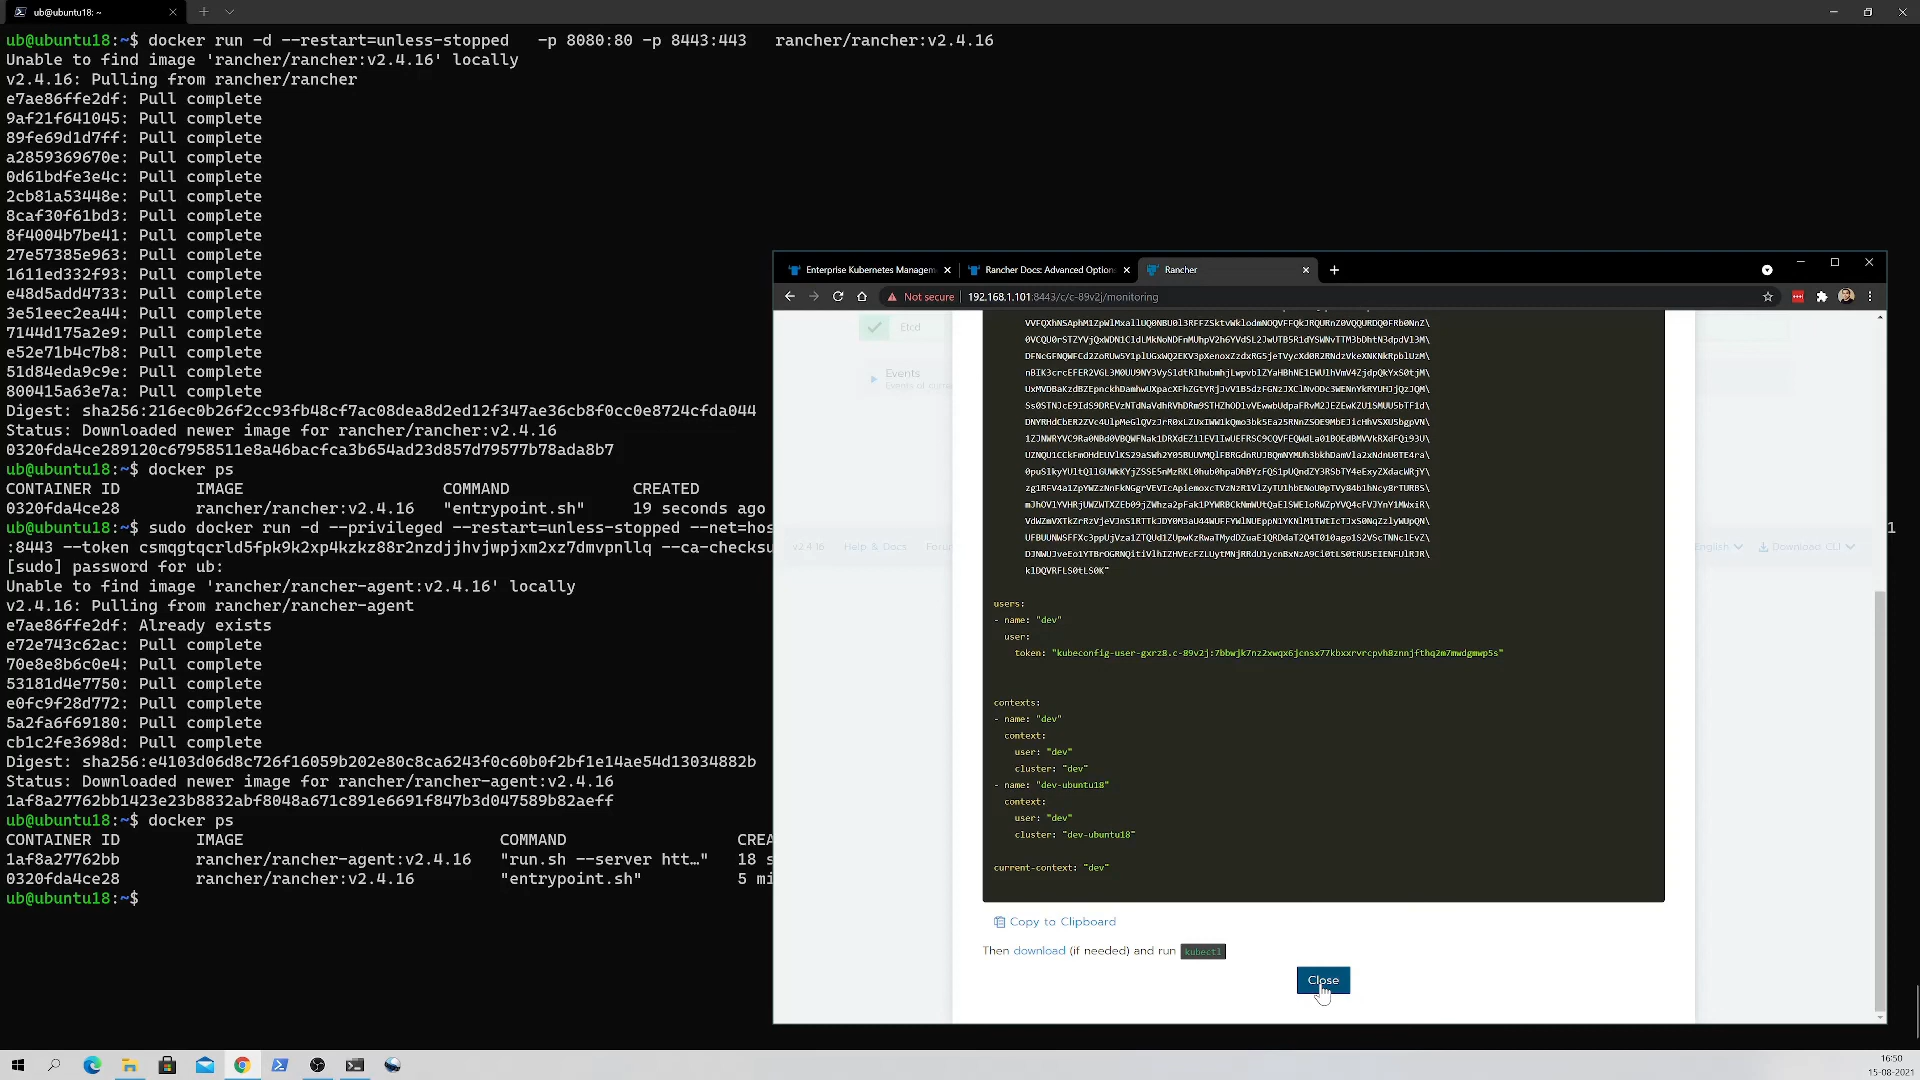 ub@ubuntu18: ~
ub@ubuntu18:~$ docker run -d --restart=unless-stopped   -p 8080:80 -p 8443:443   rancher/rancher:v2.4.16
Unable to find image 'rancher/rancher:v2.4.16' locally
v2.4.16: Pulling from rancher/rancher
e7ae86ffe2df: Pull complete
9af21f641045: Pull complete
89fe69d1d7ff: Pull complete
a2859369670e: Pull complete
0d61bdfe3e4c: Pull complete
2cb81a53448e: Pull complete
8caf30f61bd3: Pull complete
8f4004b7be41: Pull complete
27e57385e963: Pull complete
1611ed332f93: Pull complete
e48d5add4733: Pull complete
3e51eec2ea44: Pull complete
7144d175a2e9: Pull complete
e52e71b4c7b8: Pull complete
51d84eda9c9e: Pull complete
800415a63e7a: Pull complete
Digest: sha256:216ec0b26f2cc93fb48cf7ac08dea8d2ed12f347ae36cb8f0cc0e8724cfda044
Status: Downloaded newer image for rancher/rancher:v2.4.16
0320fda4ce289120c67958511e8a46bacfca3b654ad23d857d79577b78ada8b7
ub@ubuntu18:~$ docker ps
CONTAINER ID        IMAGE                     COMMAND             CREATED
0320fda4ce28        rancher/rancher:v2.4.16   "entrypoint.sh"     19 seconds ago
ub@ubuntu18:~$ sudo docker run -d --privileged --restart=unless-stopped --net=hos
:8443 --token csmqgtqcrld5fpk9k2xp4kzkz88r2nzdjjhvjwpjxm2xz7dmvpnllq --ca-checksu
[sudo] password for ub:
Unable to find image 'rancher/rancher-agent:v2.4.16' locally
v2.4.16: Pulling from rancher/rancher-agent
e7ae86ffe2df: Already exists
e72e743c62ac: Pull complete
70e8e8b6c0e4: Pull complete
53181d4e7750: Pull complete
e0fc9f28d772: Pull complete
5a2fa6f69180: Pull complete
cb1c2fe3698d: Pull complete
Digest: sha256:e4103d06d8c726f16059b202e80c8ca6243f0c60b0f2bf1e14ae54d13034882b
Status: Downloaded newer image for rancher/rancher-agent:v2.4.16
1af8a27762bb1423e23b8832abf8048a671c891e6691f847b3d047589b82aeff
ub@ubuntu18:~$ docker ps
CONTAINER ID        IMAGE                           COMMAND                  CREA
1af8a27762bb        rancher/rancher-agent:v2.4.16   "run.sh --server htt…"   18 s
0320fda4ce28        rancher/rancher:v2.4.16         "entrypoint.sh"          5 mi
ub@ubuntu18:~$
1
Enterprise Kubernetes Managem
Rancher Docs: Advanced Option
Rancher
Not secure
192.168.1.101:8443/c/c-89v2j/monitoring
Etcd
Events
v2.4.16
Help & Docs
Foru
English
Download CLI
users:
- name: "dev"
user:
token: "kubeconfig-user-gxrz8.c-89v2j:7bbwjk7nz2xwqx6jcnsx77kbxxrvrcpvh8znnjfthq2m7mwdgmwp5s"
contexts:
- name: "dev"
context:
user: "dev"
cluster: "dev"
- name: "dev-ubuntu18"
context:
user: "dev"
cluster: "dev-ubuntu18"
current-context: "dev"
Copy to Clipboard
Then download (if needed) and run kubectl
Close
16:50
15-08-2021